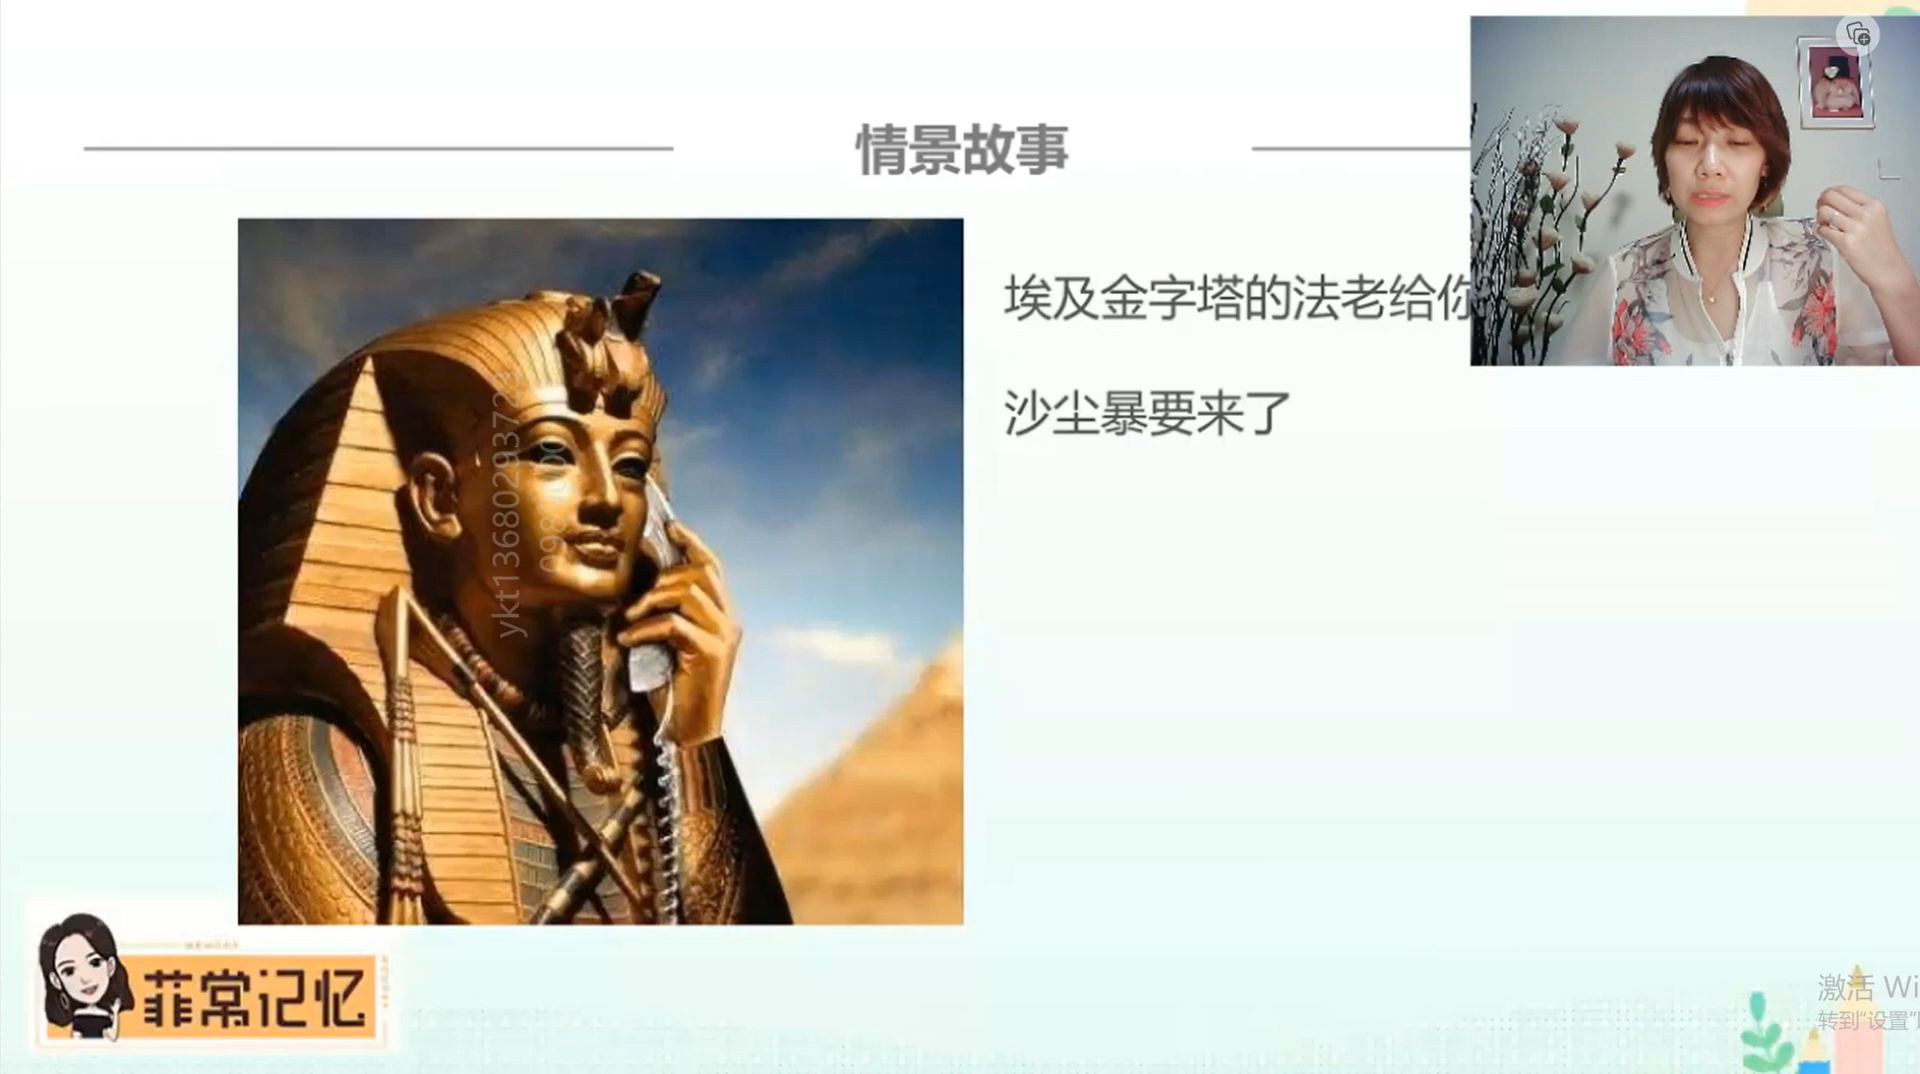 情景故事
埃及金字塔的法老给你
沙尘暴要来了
菲常记忆
激活 Wi
转到"设置"